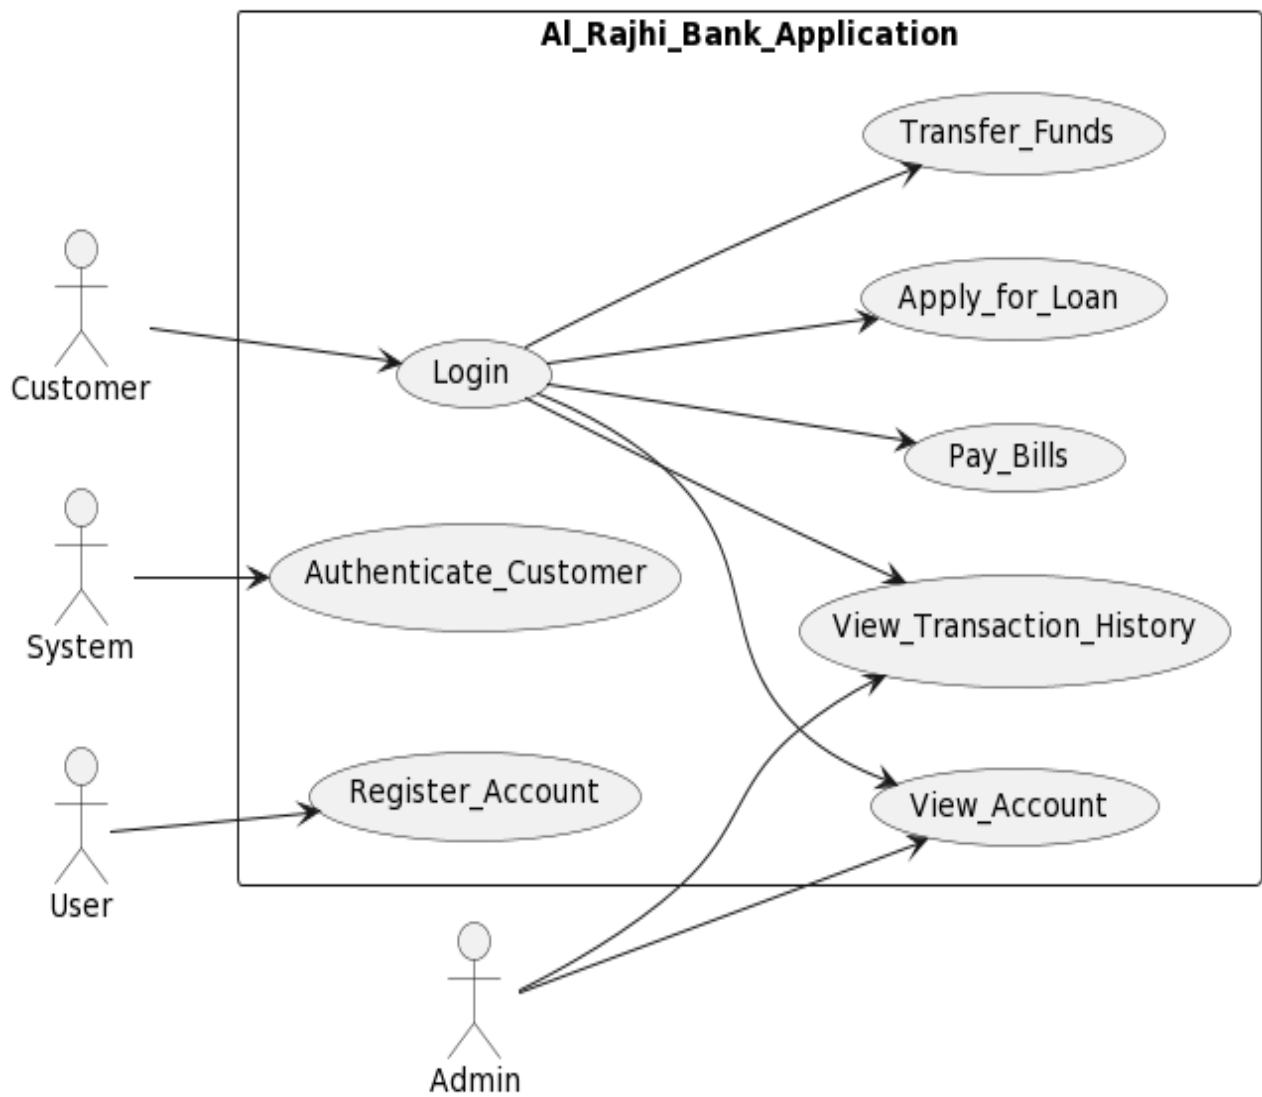 Al_Rajhi_Bank_Application
Transfer_Funds
Apply_for_Loan
Login
Customer
Pay_Bills
Authenticate_Customer
View_Transaction_History
System
Register_Account
View_Account
User
Admin